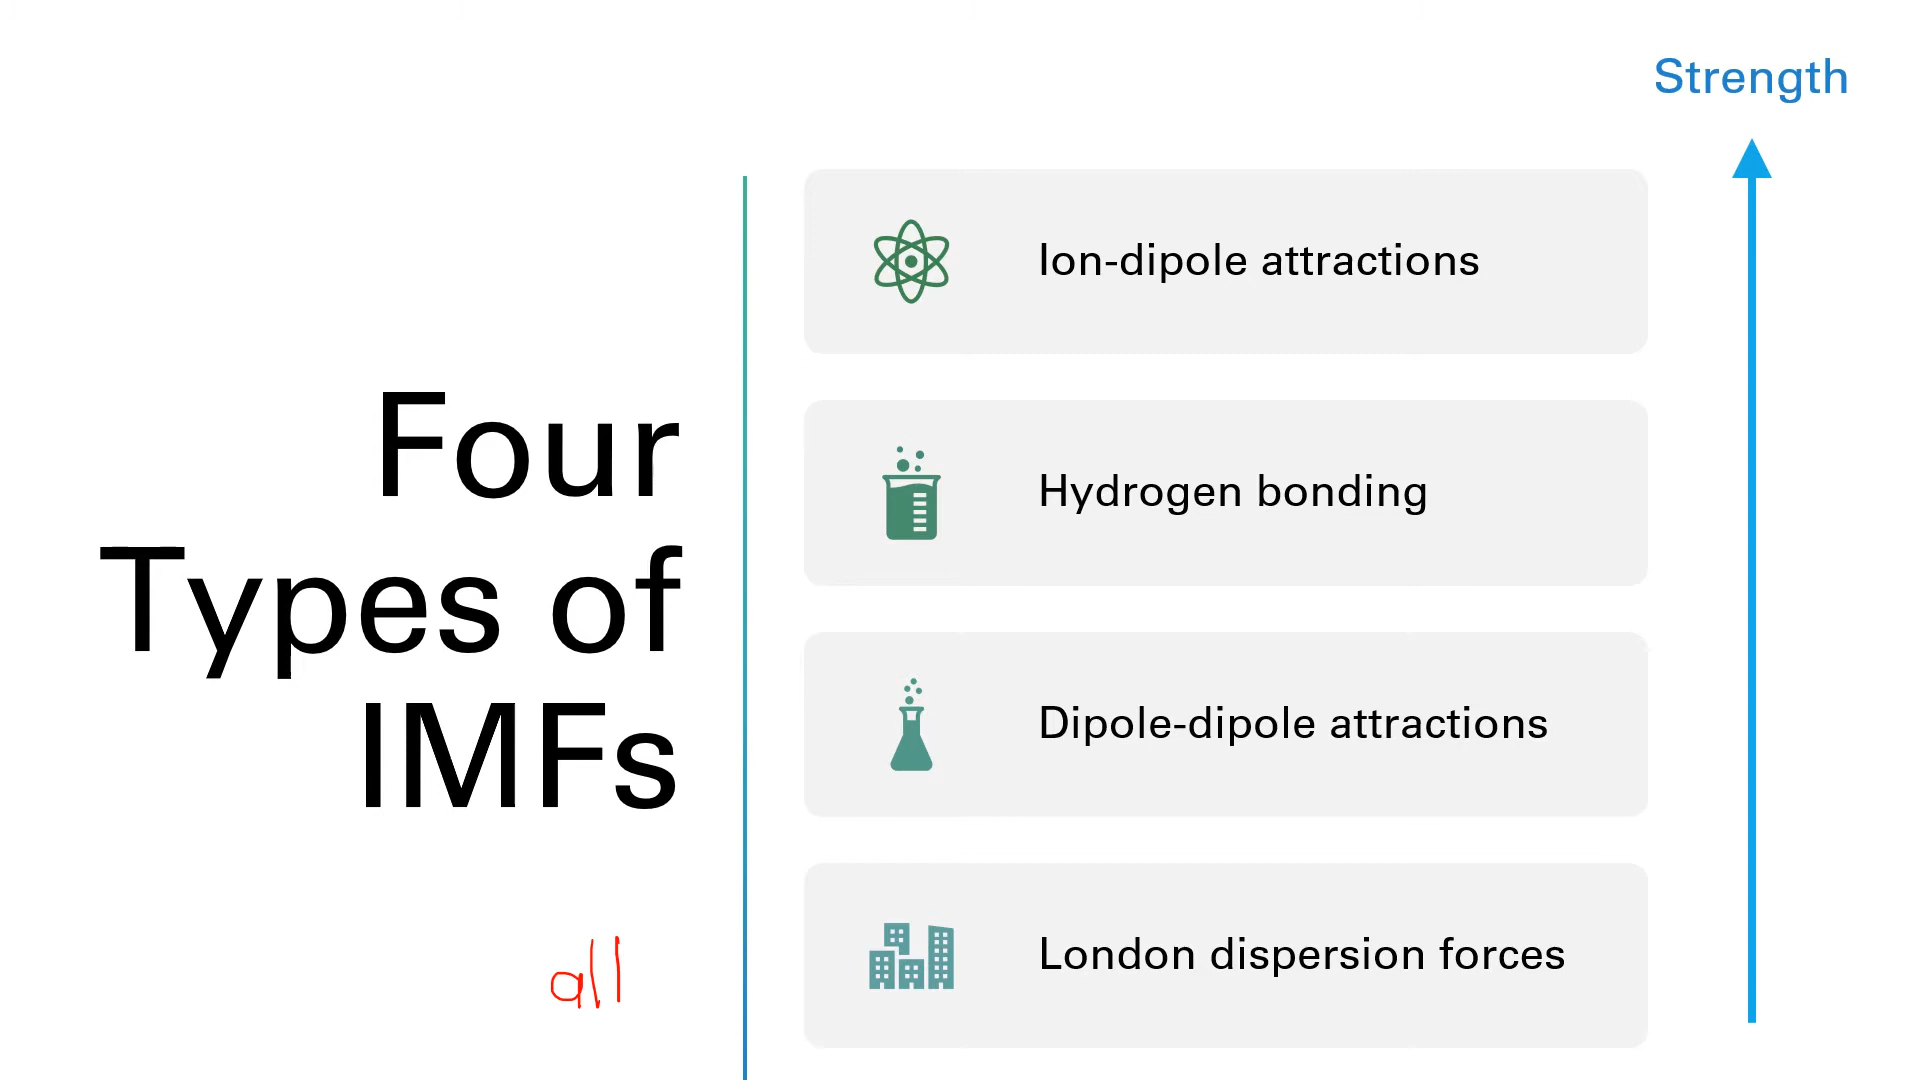 Four
Types of
IMFs
all
Strength
Ion-dipole attractions
Hydrogen bonding
Dipole-dipole attractions
London dispersion forces